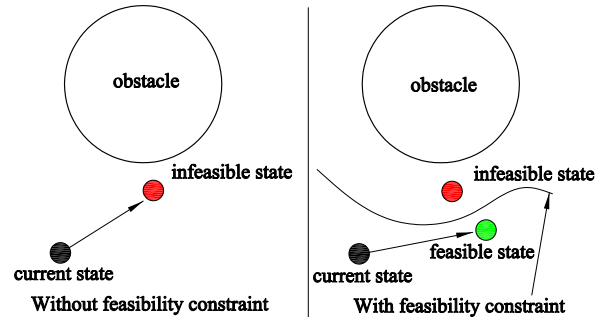 obstacle
infeasible state
current state
Without feasibility constraint
obstacle
infeasible state
feasible state
current state
With feasibility constraint